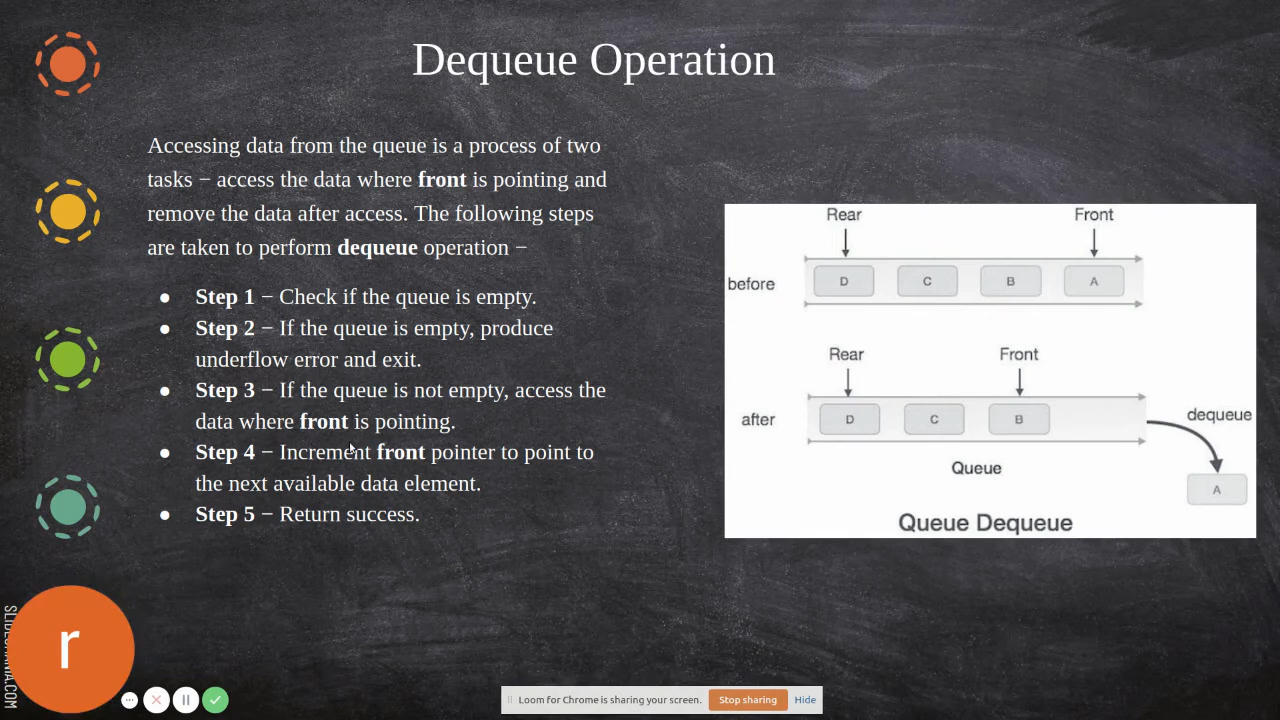 Dequeue Operation
Accessing data from the queue is a process of two
tasks − access the data where front is pointing and
remove the data after access. The following steps
are taken to perform dequeue operation −
● Step 1 − Check if the queue is empty.
● Step 2 − If the queue is empty, produce
underflow error and exit.
● Step 3 − If the queue is not empty, access the
data where front is pointing.
● Step 4 − Increment front pointer to point to
the next available data element.
● Step 5 − Return success.
Rear Front
before D C B A
Rear Front
after D C B
dequeue
A
Queue
Queue Dequeue
r
Loom for Chrome is sharing your screen. Stop sharing Hide